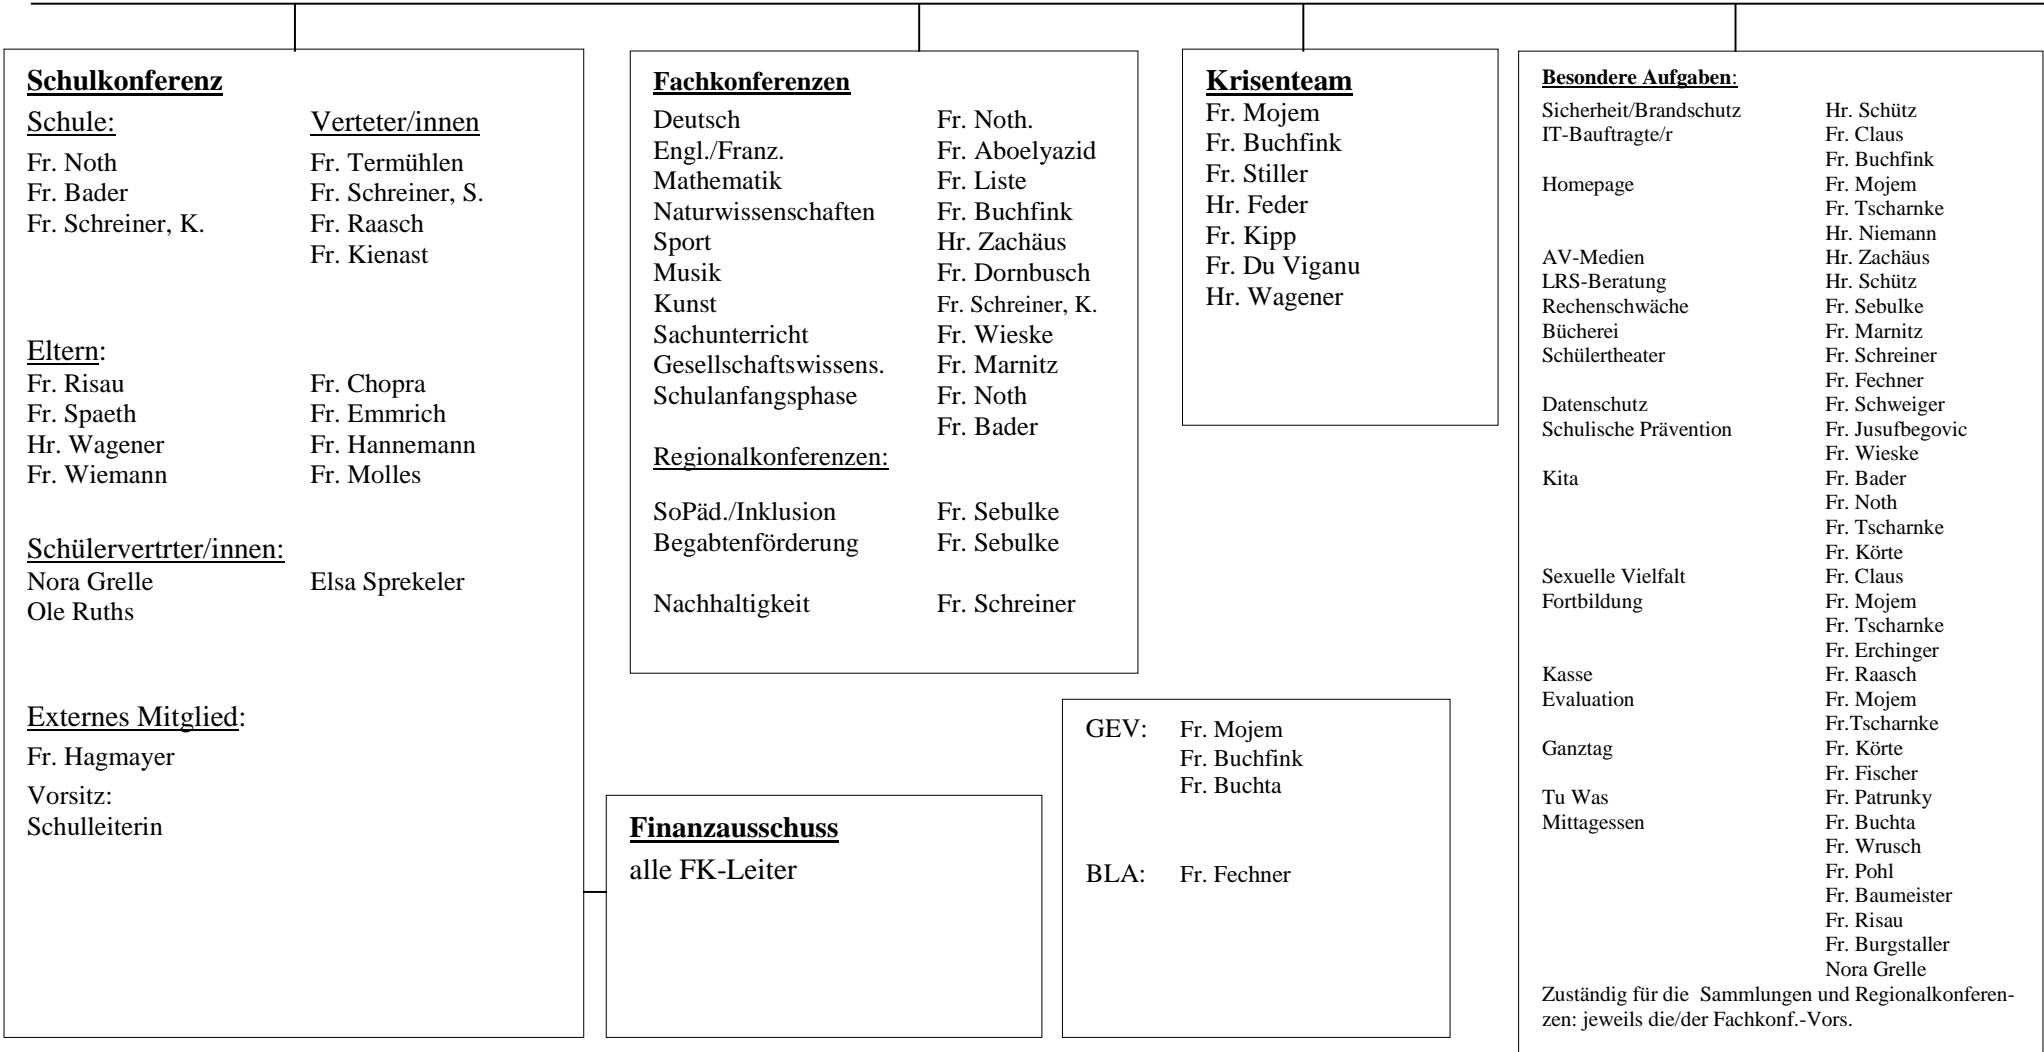 Schulkonferenz
Schule: Verteter/innen
Fr. Noth Fr. Termühlen
Fr. Bader Fr. Schreiner, S.
Fr. Schreiner, K. Fr. Raasch
Fr. Kienast
Eltern:
Fr. Risau Fr. Chopra
Fr. Spaeth Fr. Emmrich
Hr. Wagener Fr. Hannemann
Fr. Wiemann Fr. Molles
Schülervertrter/innen:
Nora Grelle Elsa Sprekeler
Ole Ruths
Externes Mitglied:
Fr. Hagmayer
Vorsitz:
Schulleiterin
Fachkonferenzen
Deutsch Fr. Noth.
Engl./Franz. Fr. Aboelyazid
Mathematik Fr. Liste
Naturwissenschaften Fr. Buchfink
Sport Hr. Zachäus
Musik Fr. Dornbusch
Kunst Fr. Schreiner, K.
Sachunterricht Fr. Wieske
Gesellschaftswissens. Fr. Marnitz
Schulanfangsphase Fr. Noth
Fr. Bader
Regionalkonferenzen:
SoPäd./Inklusion Fr. Sebulke
Begabtenförderung Fr. Sebulke
Nachhaltigkeit Fr. Schreiner
Finanzausschuss
alle FK-Leiter
Krisenteam
Fr. Mojem
Fr. Buchfink
Fr. Stiller
Hr. Feder
Fr. Kipp
Fr. Du Viganu
Hr. Wagener
GEV: Fr. Mojem
Fr. Buchfink
Fr. Buchta
BLA: Fr. Fechner
Besondere Aufgaben:
Sicherheit/Brandschutz Hr. Schütz
IT-Bauftragte/r Fr. Claus
Fr. Buchfink
Homepage Fr. Mojem
Fr. Tscharnke
Hr. Niemann
AV-Medien Hr. Zachäus
LRS-Beratung Hr. Schütz
Rechenschwäche Fr. Sebulke
Bücherei Fr. Marnitz
Schülertheater Fr. Schreiner
Fr. Fechner
Datenschutz Fr. Schweiger
Schulische Prävention Fr. Jusufbegovic
Fr. Wieske
Kita Fr. Bader
Fr. Noth
Fr. Tscharnke
Fr. Körte
Sexuelle Vielfalt Fr. Claus
Fortbildung Fr. Mojem
Fr. Tscharnke
Fr. Erchinger
Kasse Fr. Raasch
Evaluation Fr. Mojem
Fr.Tscharnke
Ganztag Fr. Körte
Fr. Fischer
Tu Was Fr. Patrunky
Mittagessen Fr. Buchta
Fr. Wrusch
Fr. Pohl
Fr. Baumeister
Fr. Risau
Fr. Burgstaller
Nora Grelle
Zuständig für die Sammlungen und Regionalkonferen-
zen: jeweils die/der Fachkonf.-Vors.